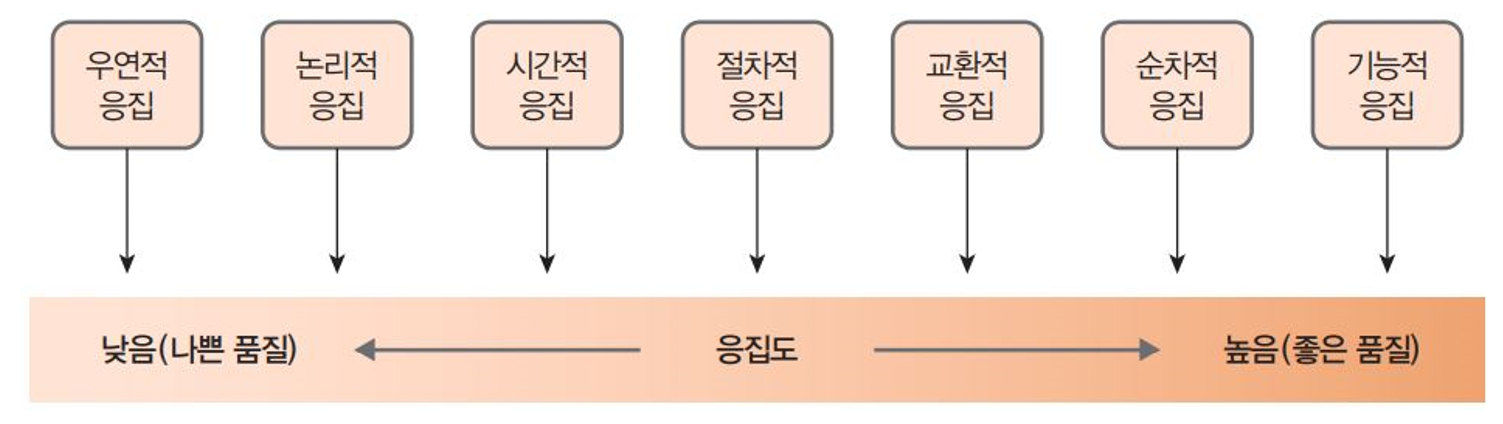 우연적
응집
논리적
응집
시간적
응집
절차적
응집
교환적
응집
순차적
응집
기능적
응집
낮음(나쁜 품질)
응집도
높음(좋은 품질)